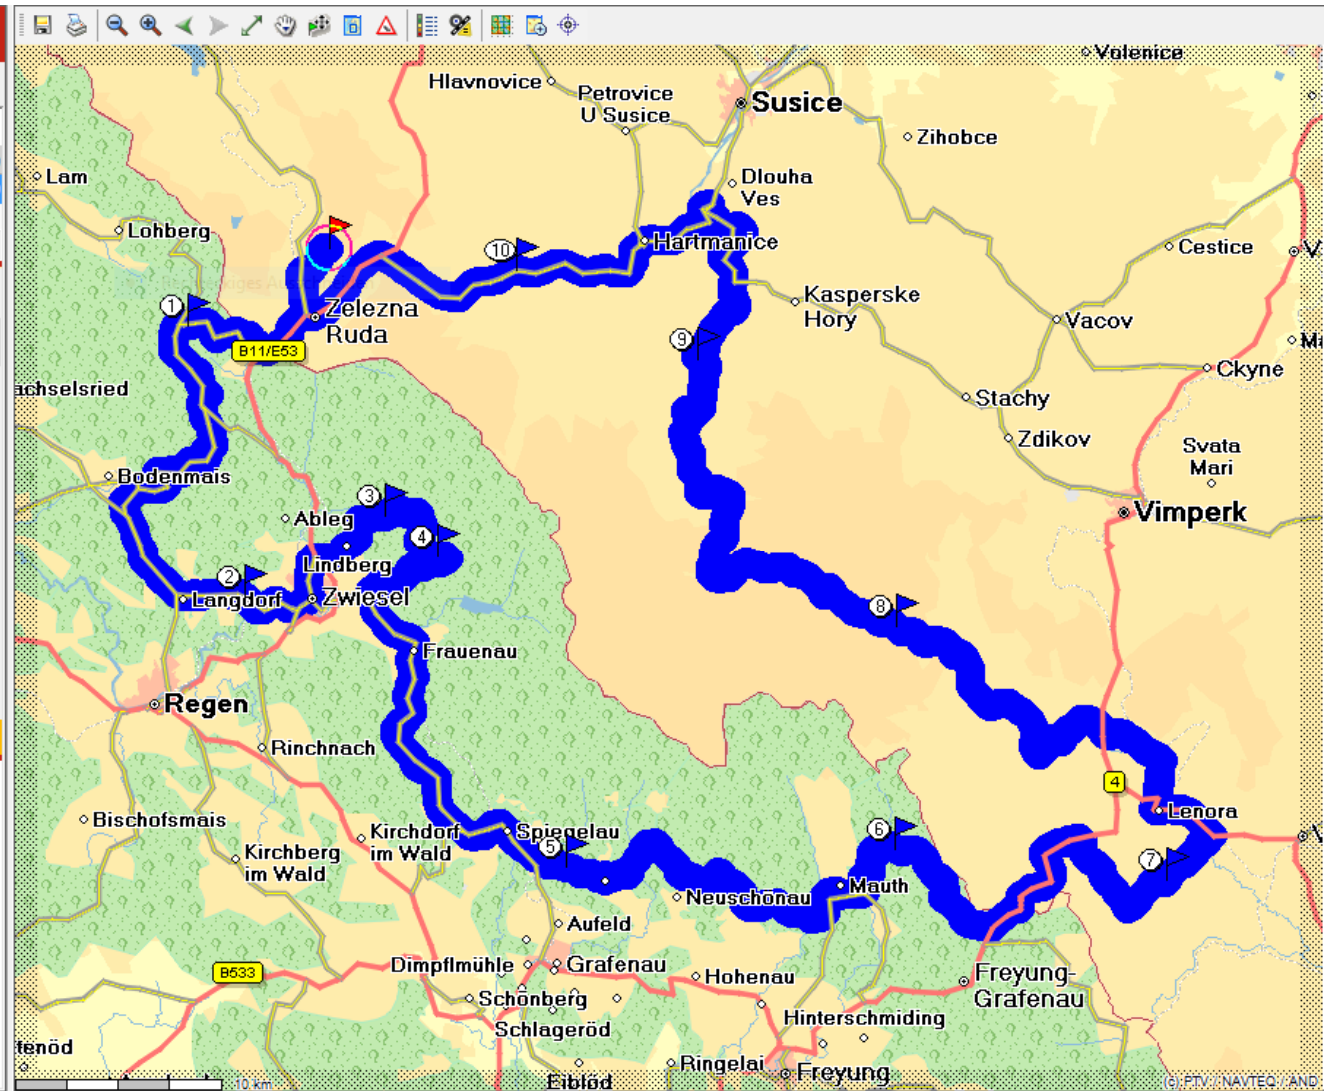 Volenice
Hlavnovice
Petrovice
U Susice
Susice
Zihobce
Lam
Dlouha
Ves
Lohberg
Hartmanice
Cestice
10
V
1
Zelezna
Ruda
Kasperske
Hory
Vacov
9
B11/E53
Ckyne
achselsried
Stachy
Zdikov
Svata
Mari
Bodenmais
3
Ableg
Vimperk
4
Lindberg
2
Langdorf
Zwiesel
8
Frauenau
Regen
Rinchnach
4
Lenora
Bischofsmais
Kirchdorf
im Wald
Spiegelau
6
V
5
Kirchberg
im Wald
7
Mauth
Neuschönau
Aufeld
Dimpflmühle
Grafenau
B533
Hohenau
Freyung-
Grafenau
Schönberg
Schlageröd
Hinterschmiding
tenöd
Ringelai
Freyung
Eiblöd
10 km
(c) PTV / NAVTEQ / AND